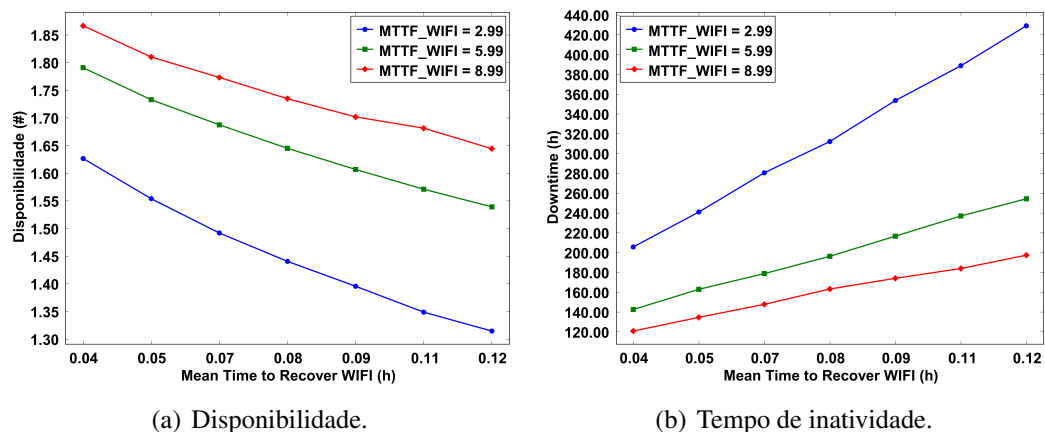 1.85
1.80
1.75
1.70
1.65
1.60
1.55
1.50
1.45
1.40
1.35
1.30
Disponibilidade (#)
MTTF_WIFI = 2.99
MTTF_WIFI = 5.99
MTTF_WIFI = 8.99
0.04 0.05 0.07 0.08 0.09 0.11 0.12
Mean Time to Recover WIFI (h)
(a) Disponibilidade.
440.00
420.00
400.00
380.00
360.00
340.00
320.00
300.00
280.00
260.00
240.00
220.00
200.00
180.00
160.00
140.00
120.00
Downtime (h)
MTTF_WIFI = 2.99
MTTF_WIFI = 5.99
MTTF_WIFI = 8.99
0.04 0.05 0.07 0.08 0.09 0.11 0.12
Mean Time to Recover WIFI (h)
(b) Tempo de inatividade.